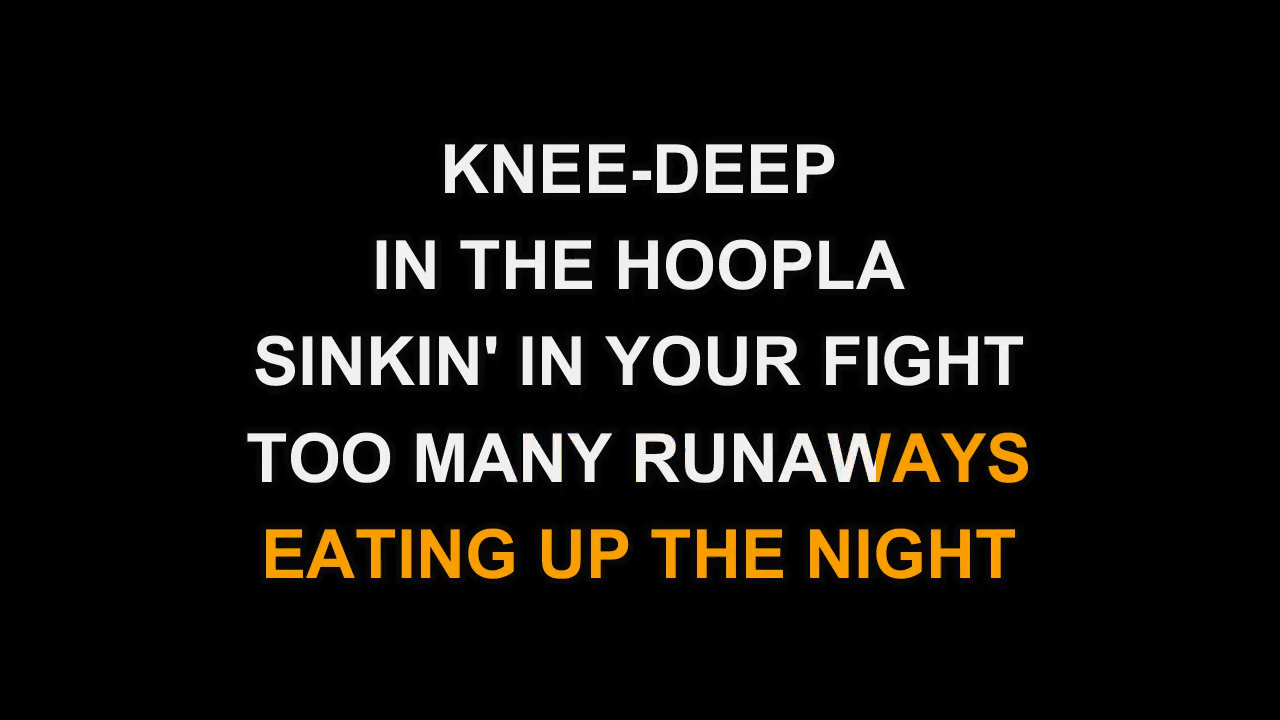 KNEE-DEEP
IN THE HOOPLA
SINKIN' IN YOUR FIGHT
TOO MANY RUNAWAYS
EATING UP THE NIGHT